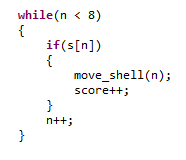 while(n < 8)
{
    if(s[n])
    {
        move_shell(n);
        score++;
    }
    n++;
}